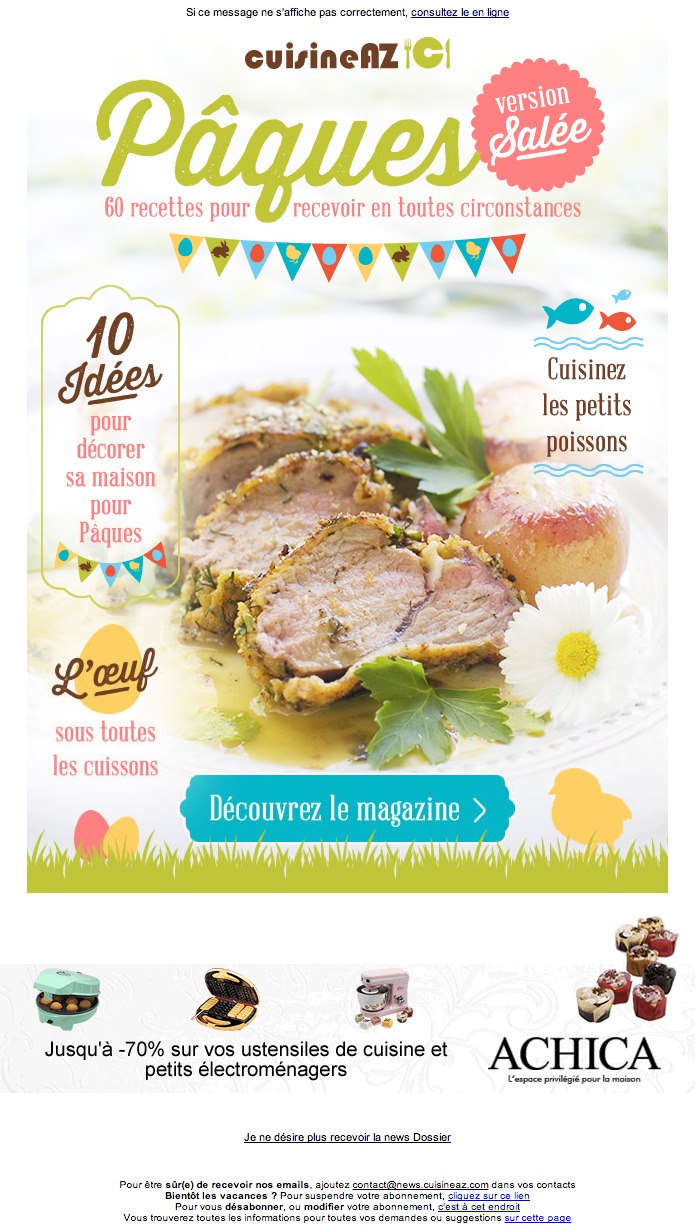 Si ce message ne s'affiche pas correctement, consultez le en ligne
cuisineAZ
Pâques
version
Salée
60 recettes pour recevoir en toutes circonstances
10
Idées
pour
décorer
sa maison
pour
Pâques
Cuisinez
les petits
poissons
L'œuf
sous toutes
les cuissons
Découvrez le magazine >
Jusqu'à -70% sur vos ustensiles de cuisine et
petits électroménagers
ACHICA
L'espace privilégié pour la maison
Je ne désire plus recevoir la news Dossier
Pour être sûr(e) de recevoir nos emails, ajoutez contact@news.cuisineaz.com dans vos contacts
Bientôt les vacances ? Pour suspendre votre abonnement, cliquez sur ce lien
Pour vous désabonner, ou modifier votre abonnement, c'est à cet endroit
Vous trouverez toutes les informations pour toutes vos demandes ou suggestions sur cette page